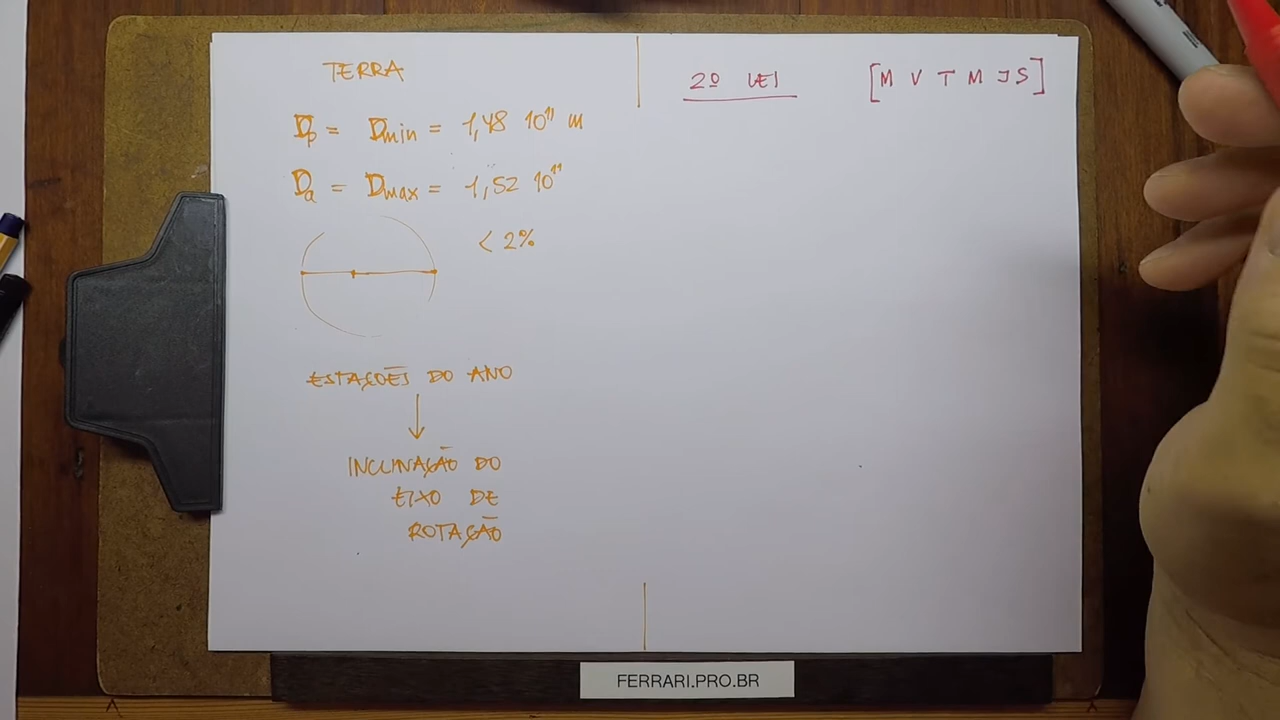 TERRA
Dp = Dmin = 1,48 10¹¹ m
Da = Dmax = 1,52 10¹¹
< 2%
ESTAÇÕES DO ANO
↓
INCLINAÇÃO DO
EIXO DE
ROTAÇÃO
2º LEI [M V T M J S]
FERRARI.PRO.BR